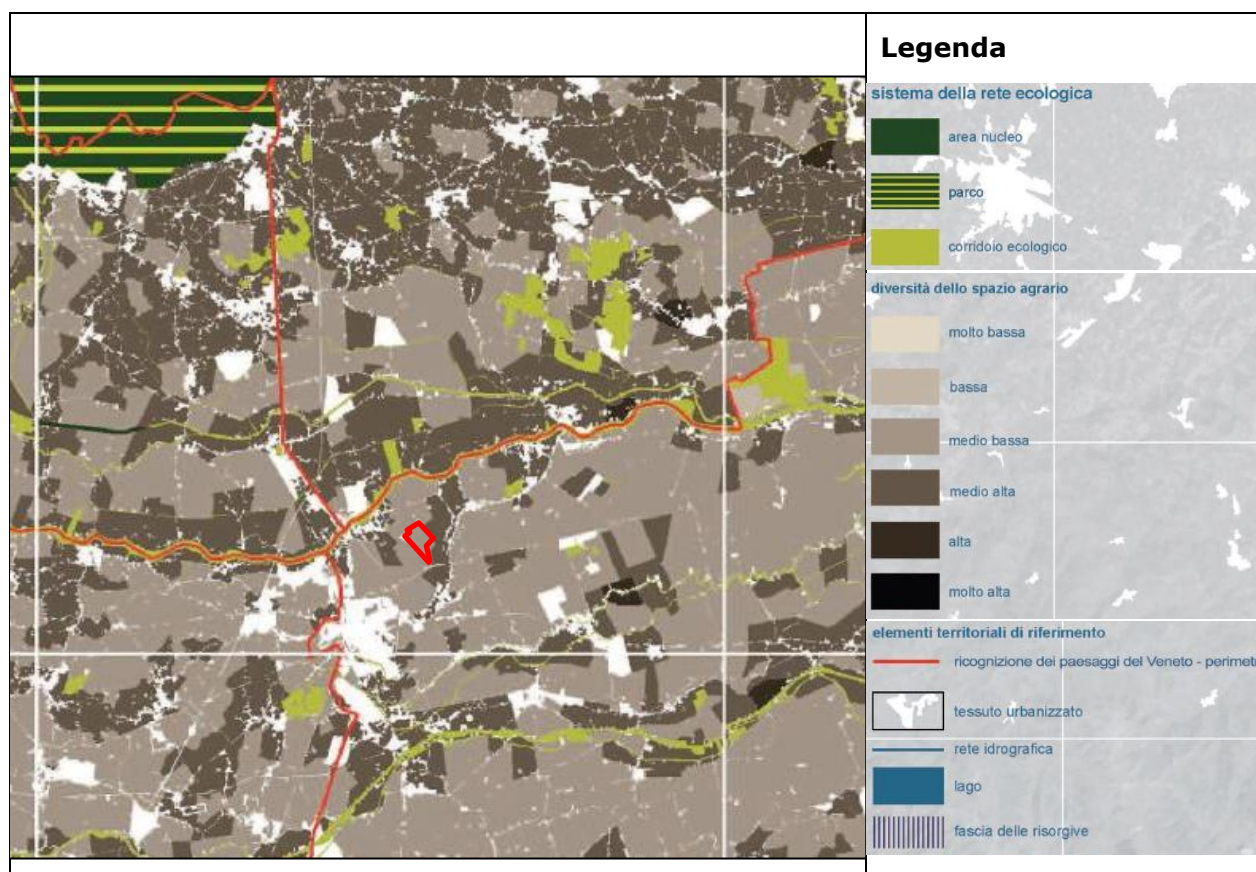 Legenda
sistema della rete ecologica
area nucleo
parco
corridoio ecologico
diversità dello spazio agrario
molto bassa
bassa
medio bassa
medio alta
alta
molto alta
elementi territoriali di riferimento
ricognizione dei paesaggi del Veneto - perimet
tessuto urbanizzato
rete idrografica
lago
fascia delle risorgive